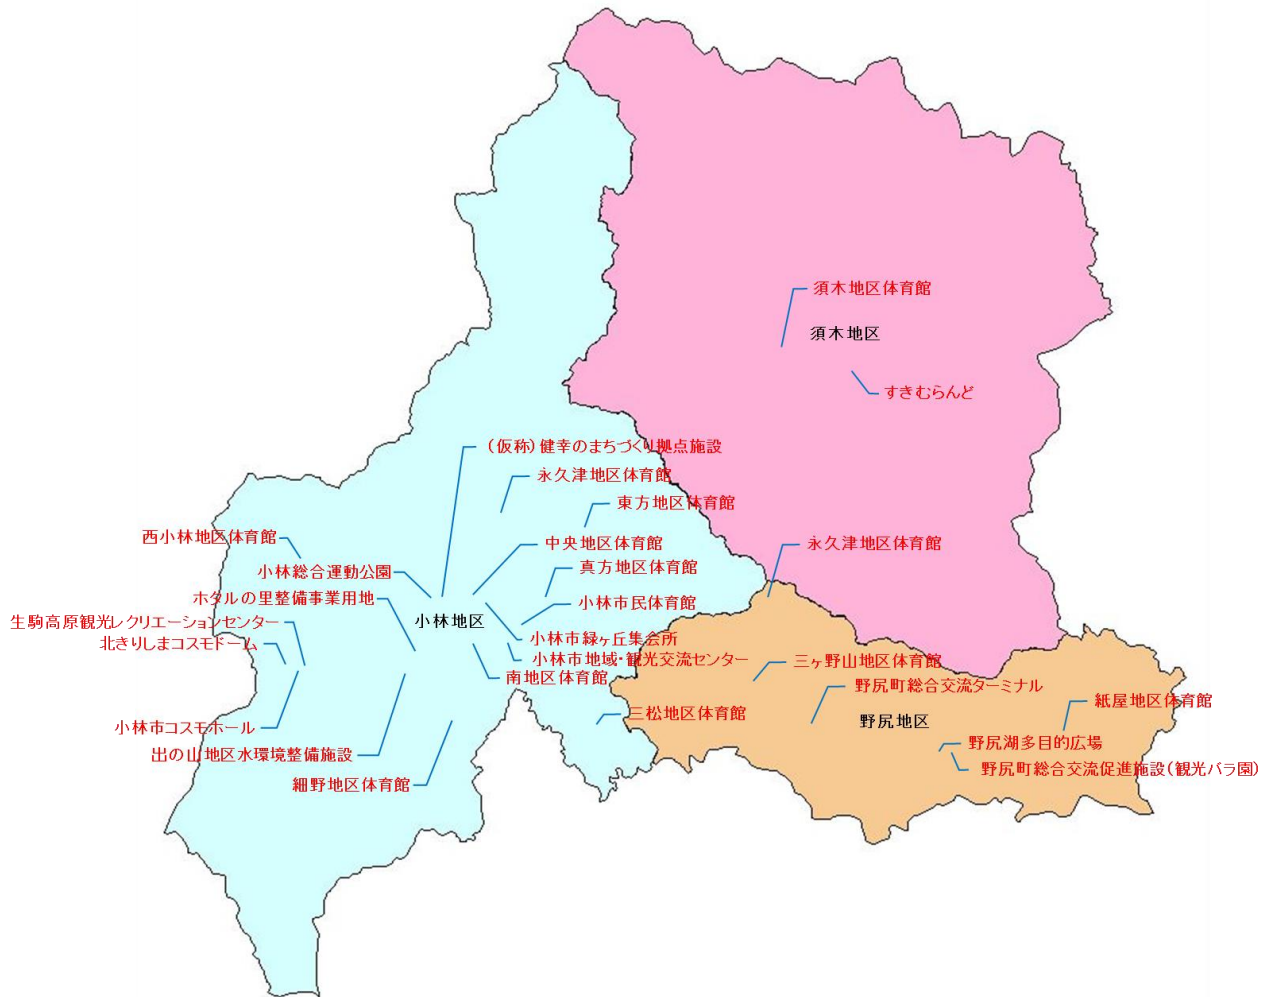 須木地区体育館
須木地区
すきむらんど
(仮称)健幸のまちづくり拠点施設
永久津地区体育館
東方地区体育館
西小林地区体育館
中央地区体育館
永久津地区体育館
小林総合運動公園
真方地区体育館
ホタルの里整備事業用地
小林市民体育館
生駒高原観光レクリエーションセンター
小林地区
北きりしまコスモドーム
小林市緑ヶ丘集会所
小林市地域・観光交流センター
三ヶ野山地区体育館
南地区体育館
野尻町総合交流ターミナル
紙屋地区体育館
三松地区体育館
野尻地区
小林市コスモホール
野尻湖多目的広場
出の山地区水環境整備施設
野尻町総合交流促進施設(観光バラ園)
細野地区体育館